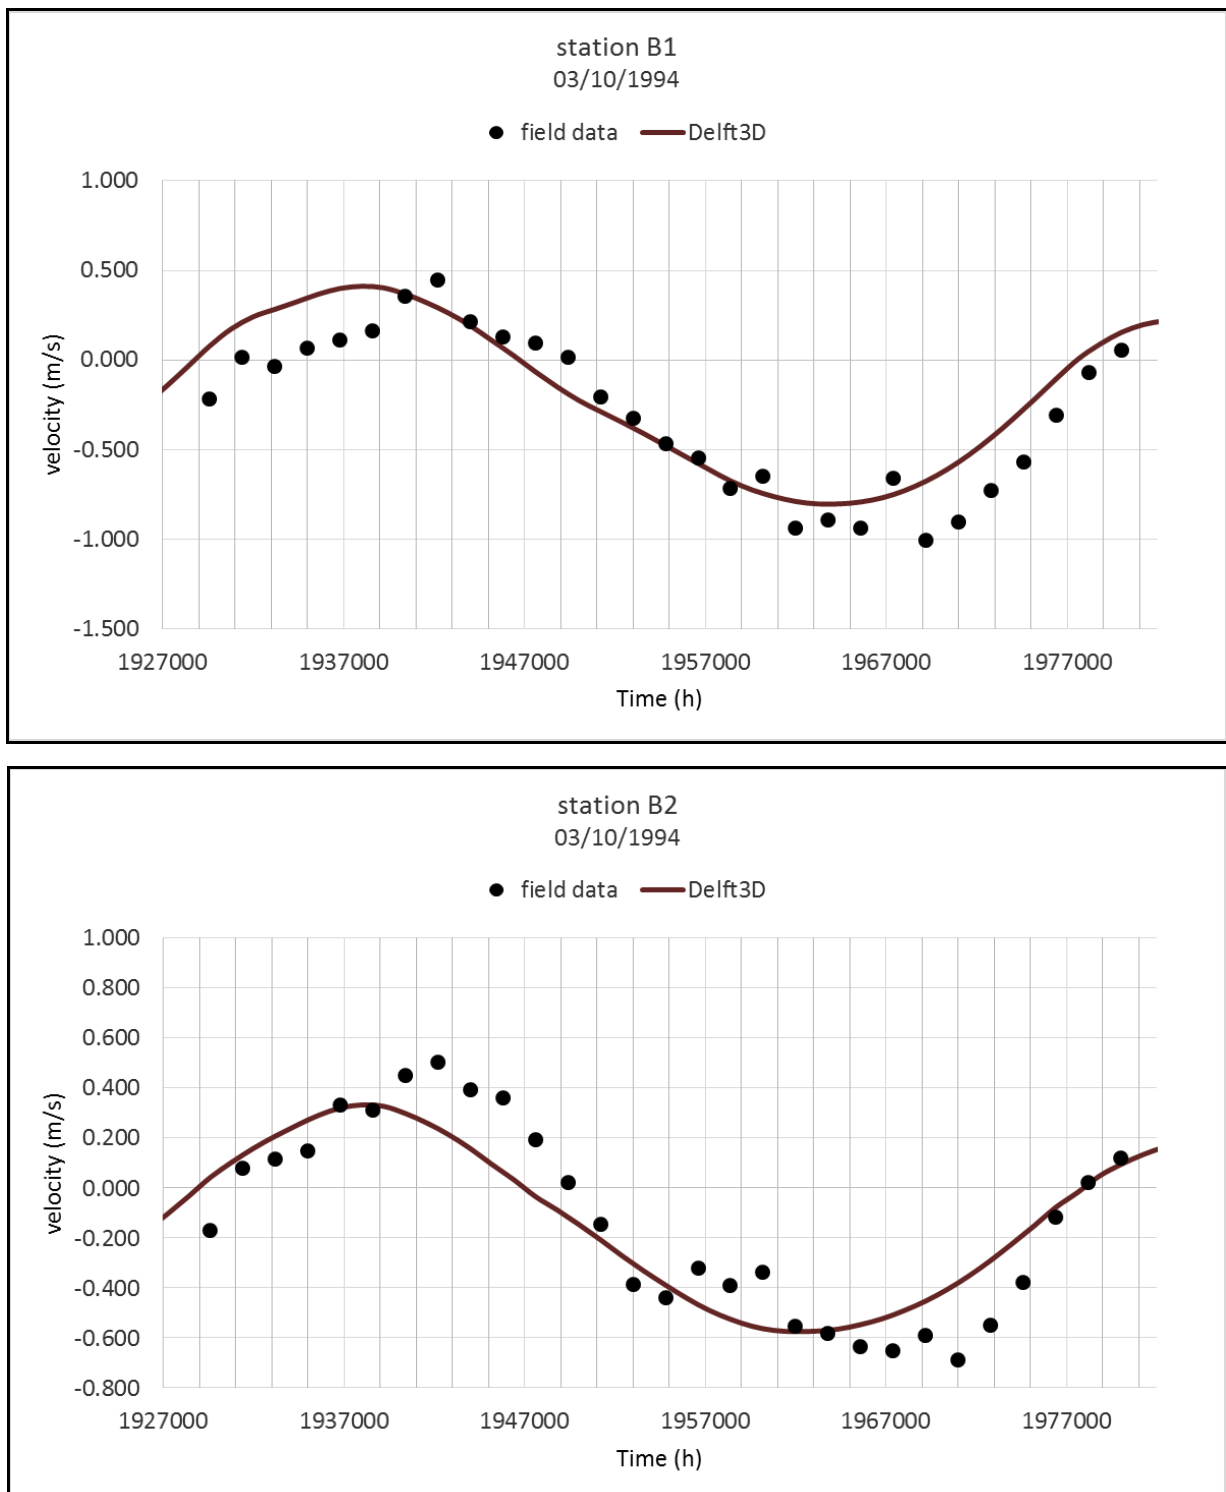 station B1
03/10/1994
field data Delft3D
1.000
0.500
0.000
-0.500
-1.000
-1.500
velocity (m/s)
1927000 1937000 1947000 1957000 1967000 1977000
Time (h)
station B2
03/10/1994
field data Delft3D
1.000
0.800
0.600
0.400
0.200
0.000
-0.200
-0.400
-0.600
-0.800
velocity (m/s)
1927000 1937000 1947000 1957000 1967000 1977000
Time (h)